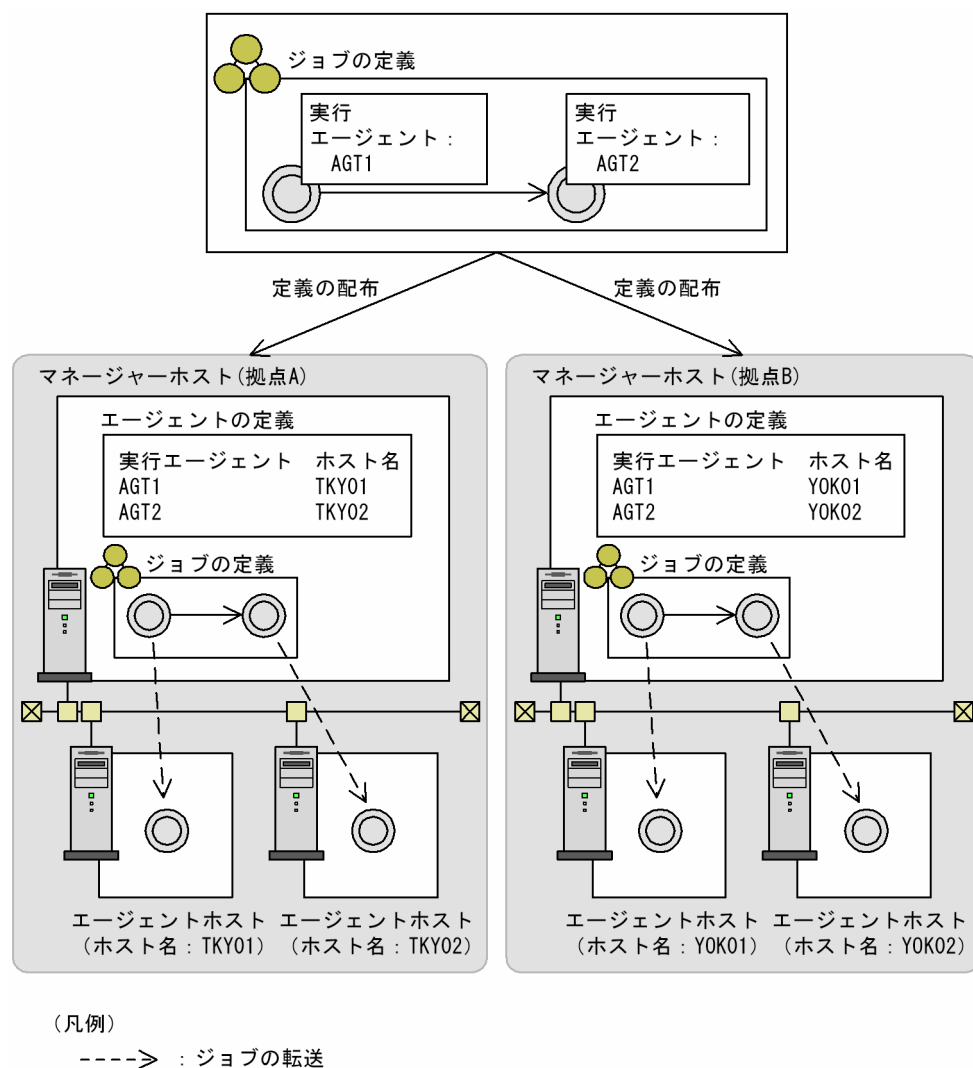 ジョブの定義
実行
エージェント：
AGT1
実行
エージェント：
AGT2
定義の配布
定義の配布
マネージャーホスト(拠点A)
エージェントの定義
実行エージェント ホスト名
AGT1 TKY01
AGT2 TKY02
ジョブの定義
エージェントホスト
(ホスト名：TKY01)
エージェントホスト
(ホスト名：TKY02)
マネージャーホスト(拠点B)
エージェントの定義
実行エージェント ホスト名
AGT1 YOK01
AGT2 YOK02
ジョブの定義
エージェントホスト
(ホスト名：YOK01)
エージェントホスト
(ホスト名：YOK02)
(凡例)
：ジョブの転送